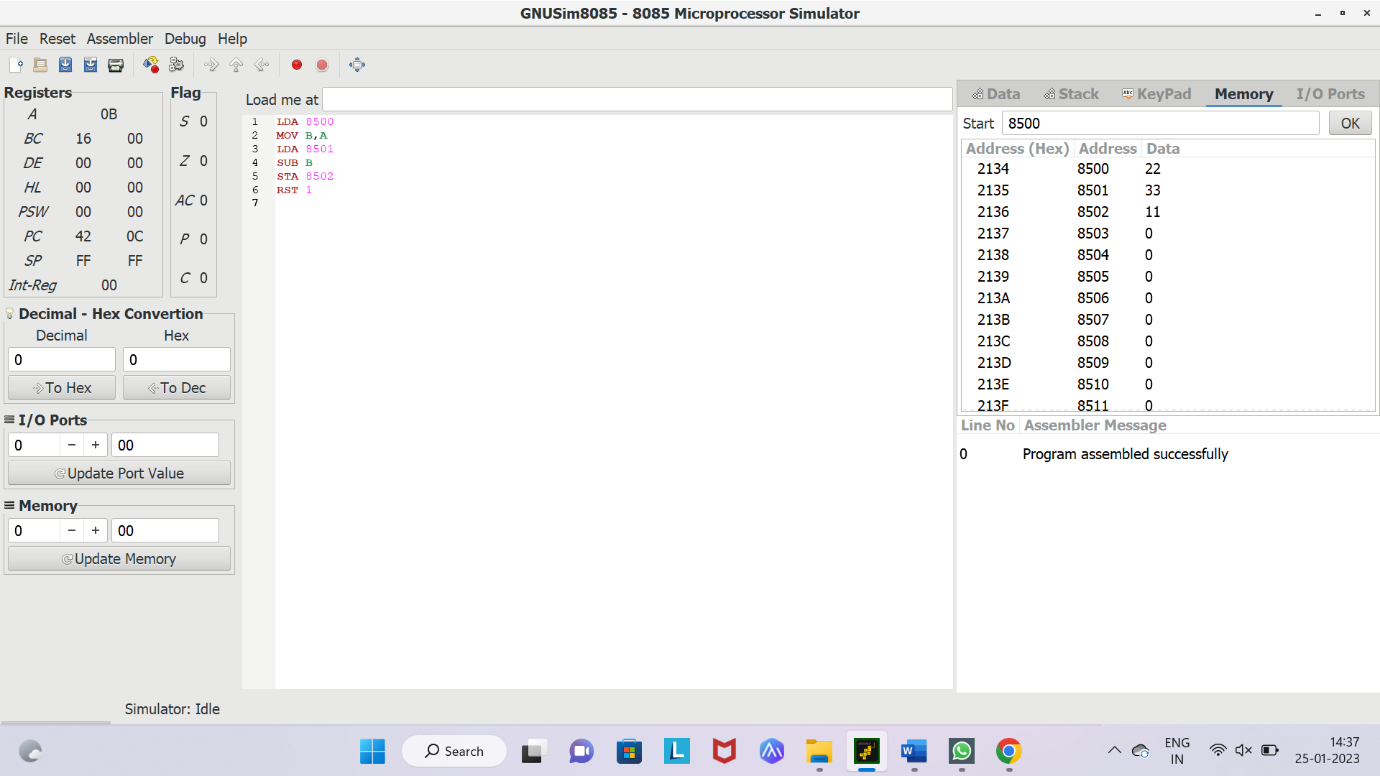 GNUSim8085 - 8085 Microprocessor Simulator
File Reset Assembler Debug Help
Registers
A 0B
BC 16 00
DE 00 00
HL 00 00
PSW 00 00
PC 42 0C
SP FF FF
Int-Reg 00
Flag
S 0
Z 0
AC 0
P 0
C 0
Decimal - Hex Convertion
Decimal Hex
0 0
To Hex To Dec
I/O Ports
0 - + 00
Update Port Value
Memory
0 - + 00
Update Memory
Load me at
1 LDA 8500
2 MOV B,A
3 LDA 8501
4 SUB B
5 STA 8502
6 RST 1
7
Data Stack KeyPad Memory I/O Ports
Start 8500 OK
Address (Hex) Address Data
2134 8500 22
2135 8501 33
2136 8502 11
2137 8503 0
2138 8504 0
2139 8505 0
213A 8506 0
213B 8507 0
213C 8508 0
213D 8509 0
213E 8510 0
213F 8511 0
Line No Assembler Message
0 Program assembled successfully
Simulator: Idle
Search
ENG
IN
14:37
25-01-2023